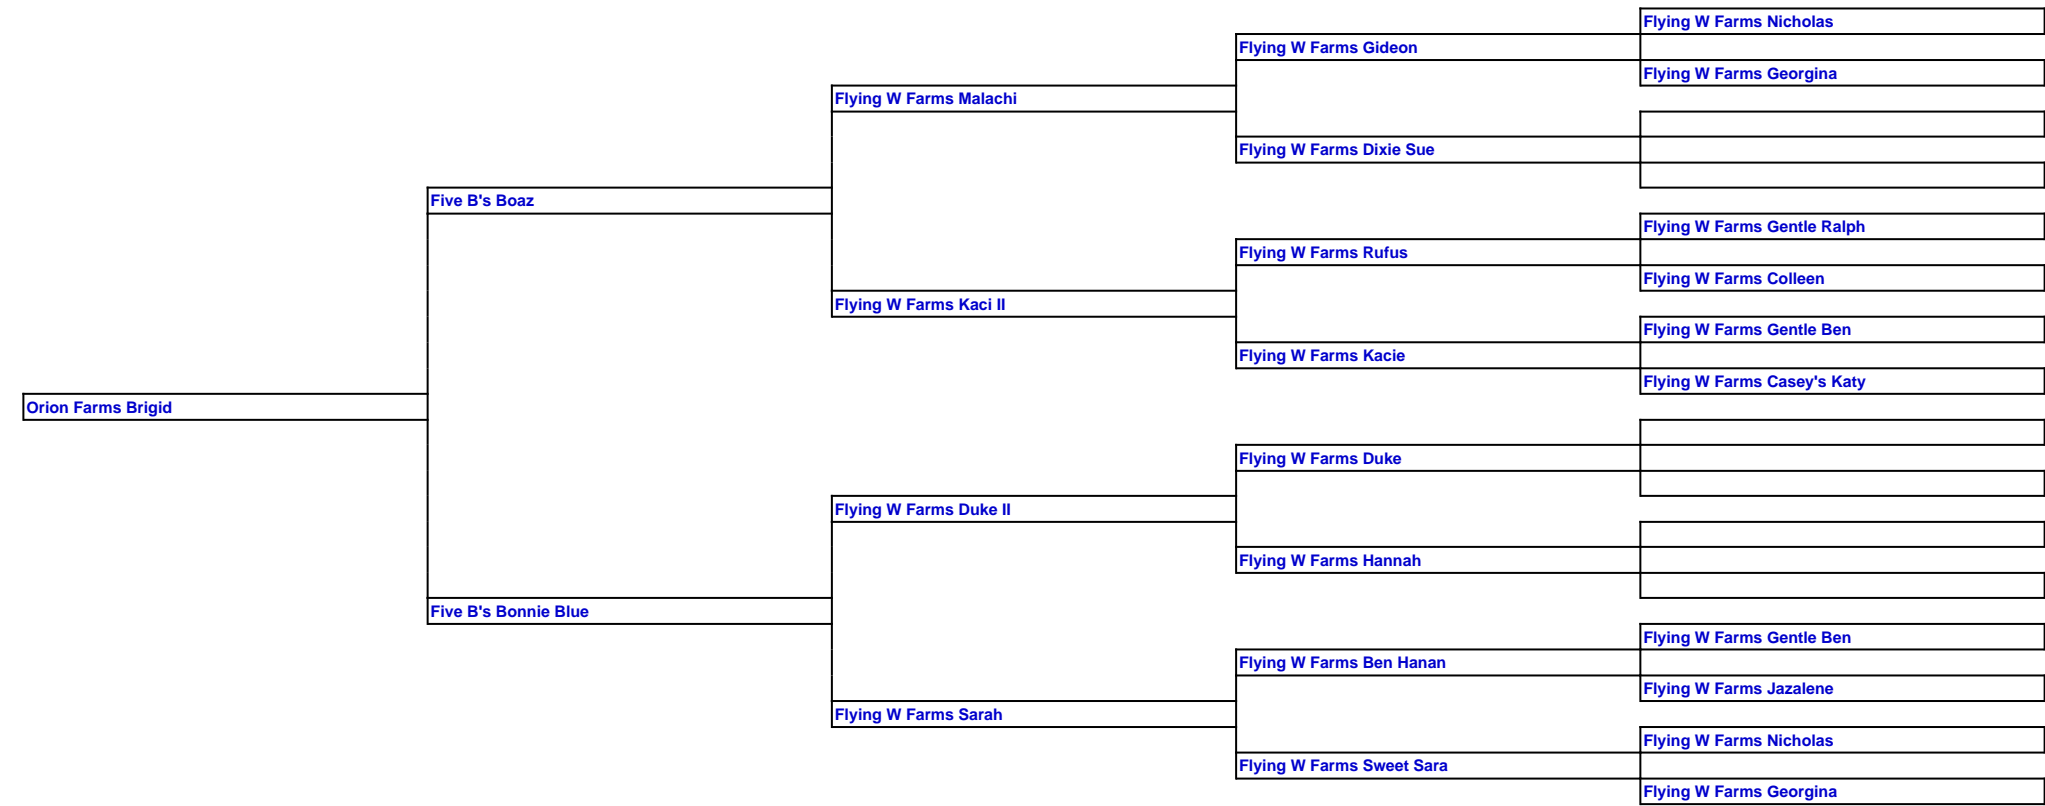 Flying W Farms Nicholas
Flying W Farms Gideon
Flying W Farms Georgina
Flying W Farms Malachi
Flying W Farms Dixie Sue
Five B's Boaz
Flying W Farms Gentle Ralph
Flying W Farms Rufus
Flying W Farms Colleen
Flying W Farms Kaci II
Flying W Farms Gentle Ben
Flying W Farms Kacie
Flying W Farms Casey's Katy
Orion Farms Brigid
Flying W Farms Duke
Flying W Farms Duke II
Flying W Farms Hannah
Five B's Bonnie Blue
Flying W Farms Gentle Ben
Flying W Farms Ben Hanan
Flying W Farms Jazalene
Flying W Farms Sarah
Flying W Farms Nicholas
Flying W Farms Sweet Sara
Flying W Farms Georgina